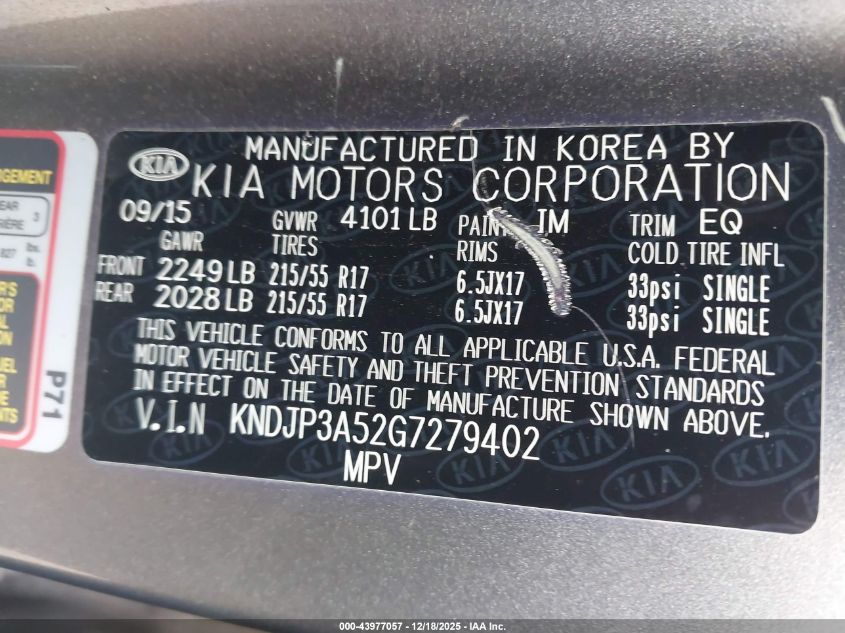 MANUFACTURED IN KOREA BY
KIA KIA MOTORS CORPORATION
09/15 GVWR 4101 LB PAINT IM TRIM EQ
GAWR TIRES RIMS COLD TIRE INFL
FRONT 2249 LB 215/55 R17 6.5JX17 33psi SINGLE
REAR 2028 LB 215/55 R17 6.5JX17 33psi SINGLE
THIS VEHICLE CONFORMS TO ALL APPLICABLE U.S.A. FEDERAL
MOTOR VEHICLE SAFETY AND THEFT PREVENTION STANDARDS
IN EFFECT ON THE DATE OF MANUFACTURE SHOWN ABOVE.
V.I.N KNDJP3A52G7279402
MPV
P71
000-43977057 - 12/18/2025 - IAA Inc.